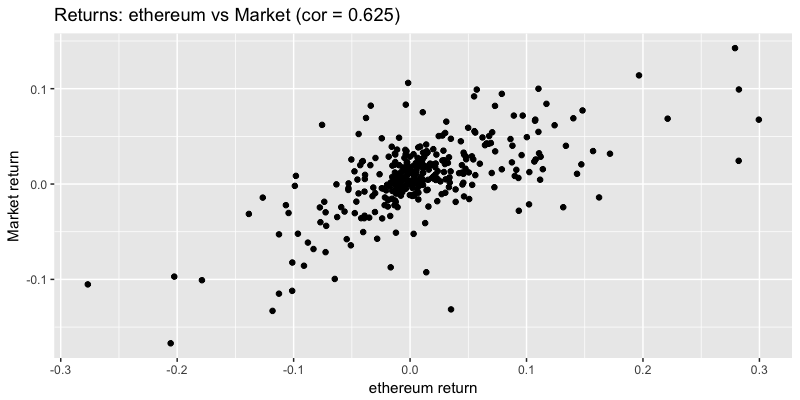 Returns: ethereum vs Market (cor = 0.625)
Market return
0.1
0.0
-0.1
-0.3 -0.2 -0.1 0.0 0.1 0.2 0.3
ethereum return